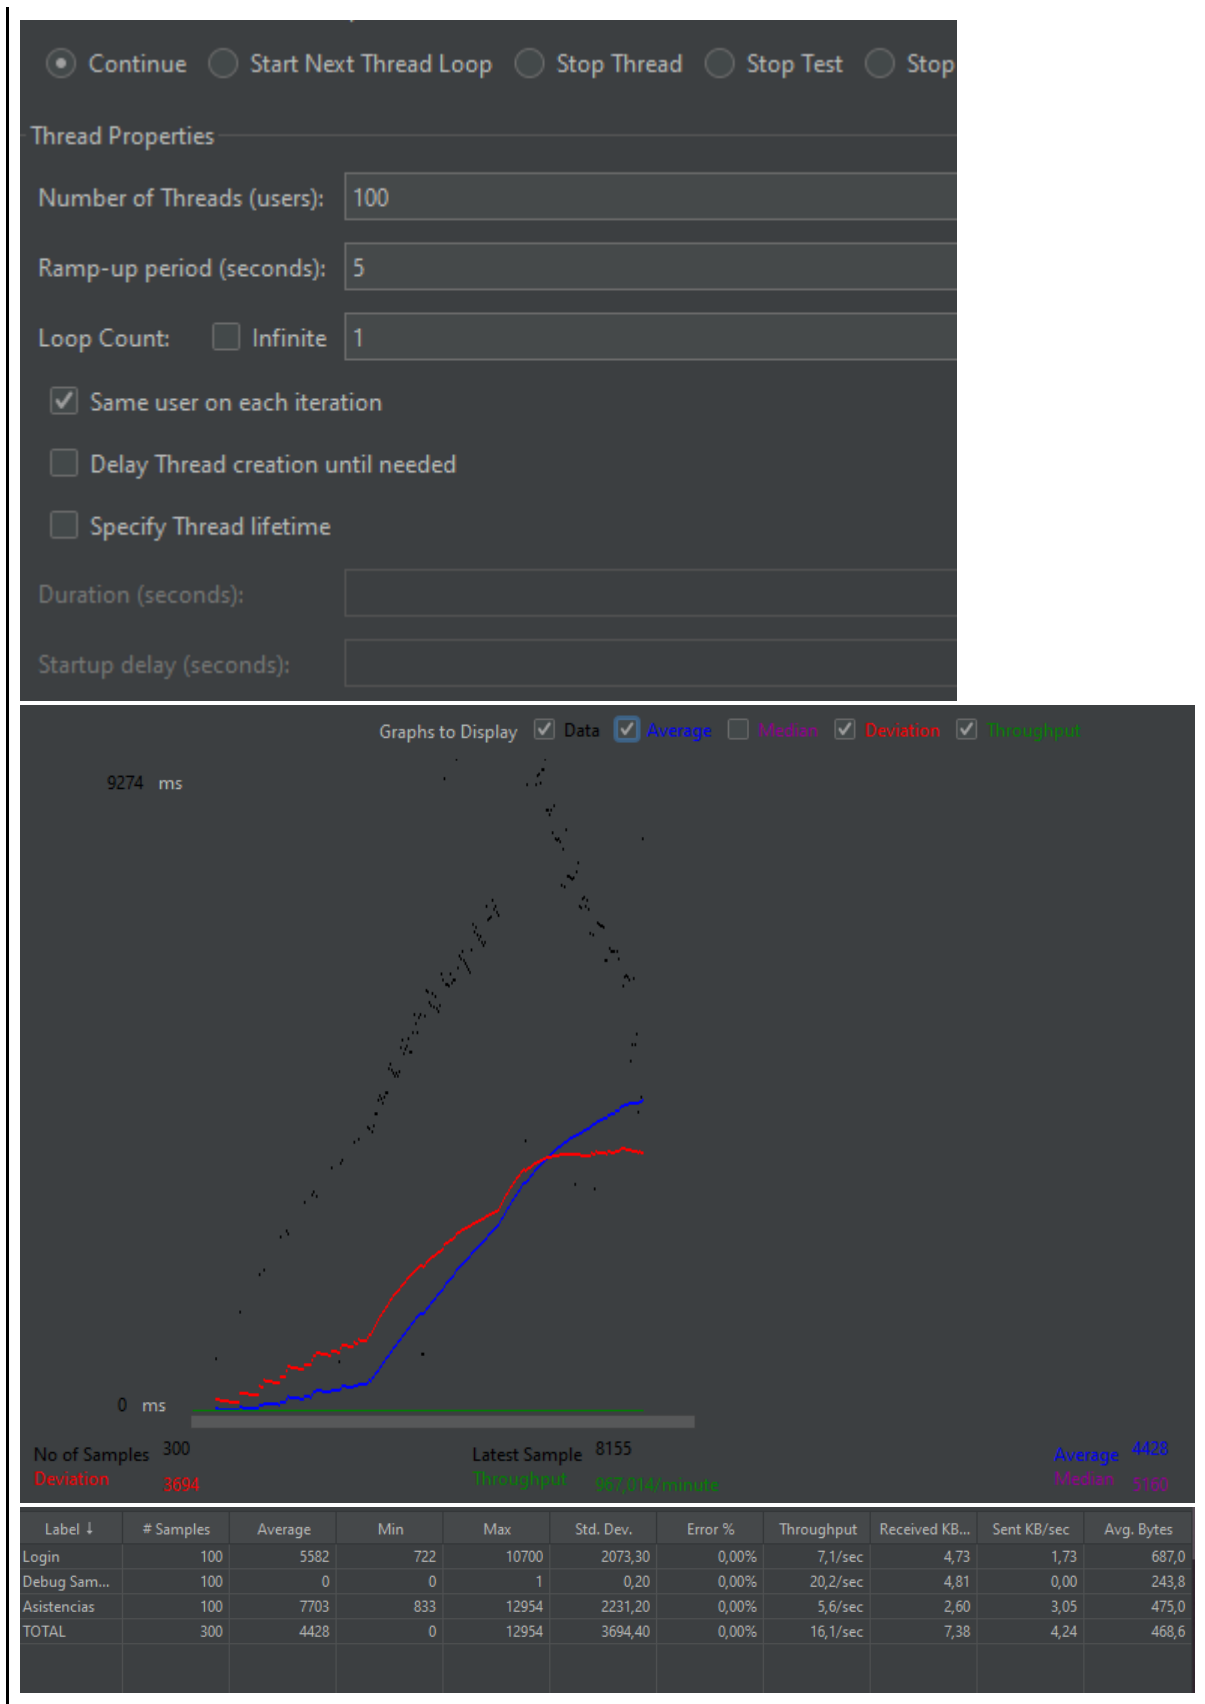 Continue Start Next Thread Loop Stop Thread Stop Test Stop
Thread Properties
Number of Threads (users): 100
Ramp-up period (seconds): 5
Loop Count: Infinite 1
Same user on each iteration
Delay Thread creation until needed
Specify Thread lifetime
Duration (seconds):
Startup delay (seconds):
Graphs to Display Data Average Median Deviation Throughput
9274 ms
0 ms
No of Samples 300 Latest Sample 8155 Average 4428
Deviation 3694 Throughput 967,014/minute Median 5160
Label ↓ # Samples Average Min Max Std. Dev. Error % Throughput Received KB... Sent KB/sec Avg. Bytes
Login 100 5582 722 10700 2073,30 0,00% 7,1/sec 4,73 1,73 687,0
Debug Sam... 100 0 0 1 0,20 0,00% 20,2/sec 4,81 0,00 243,8
Asistencias 100 7703 833 12954 2231,20 0,00% 5,6/sec 2,60 3,05 475,0
TOTAL 300 4428 0 12954 3694,40 0,00% 16,1/sec 7,38 4,24 468,6